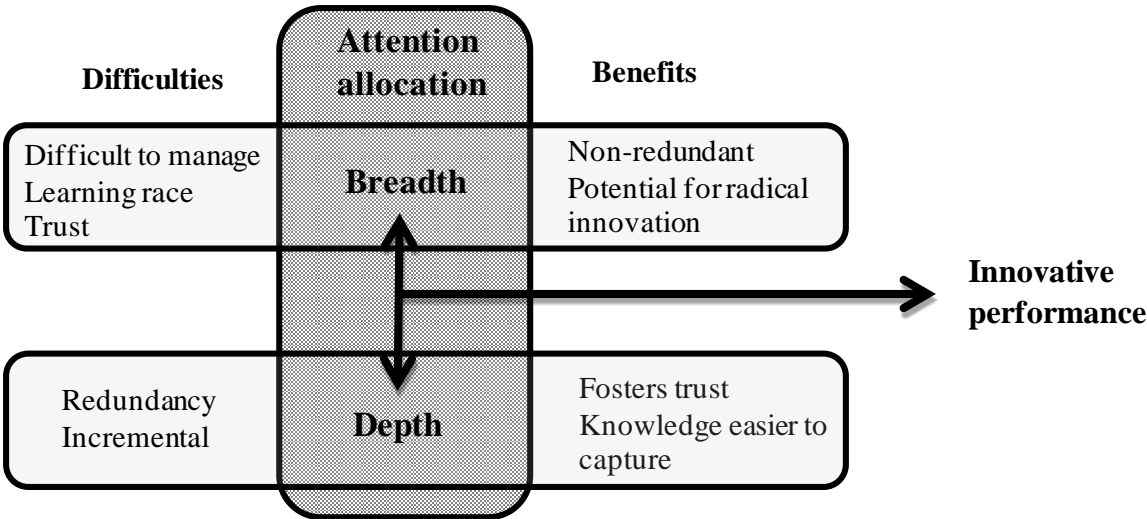 Attention
allocation
Difficulties
Benefits
Difficult to manage
Learning race
Trust
Breadth
Non-redundant
Potential for radical
innovation
Innovative
performance
Redundancy
Incremental
Depth
Fosters trust
Knowledge easier to
capture